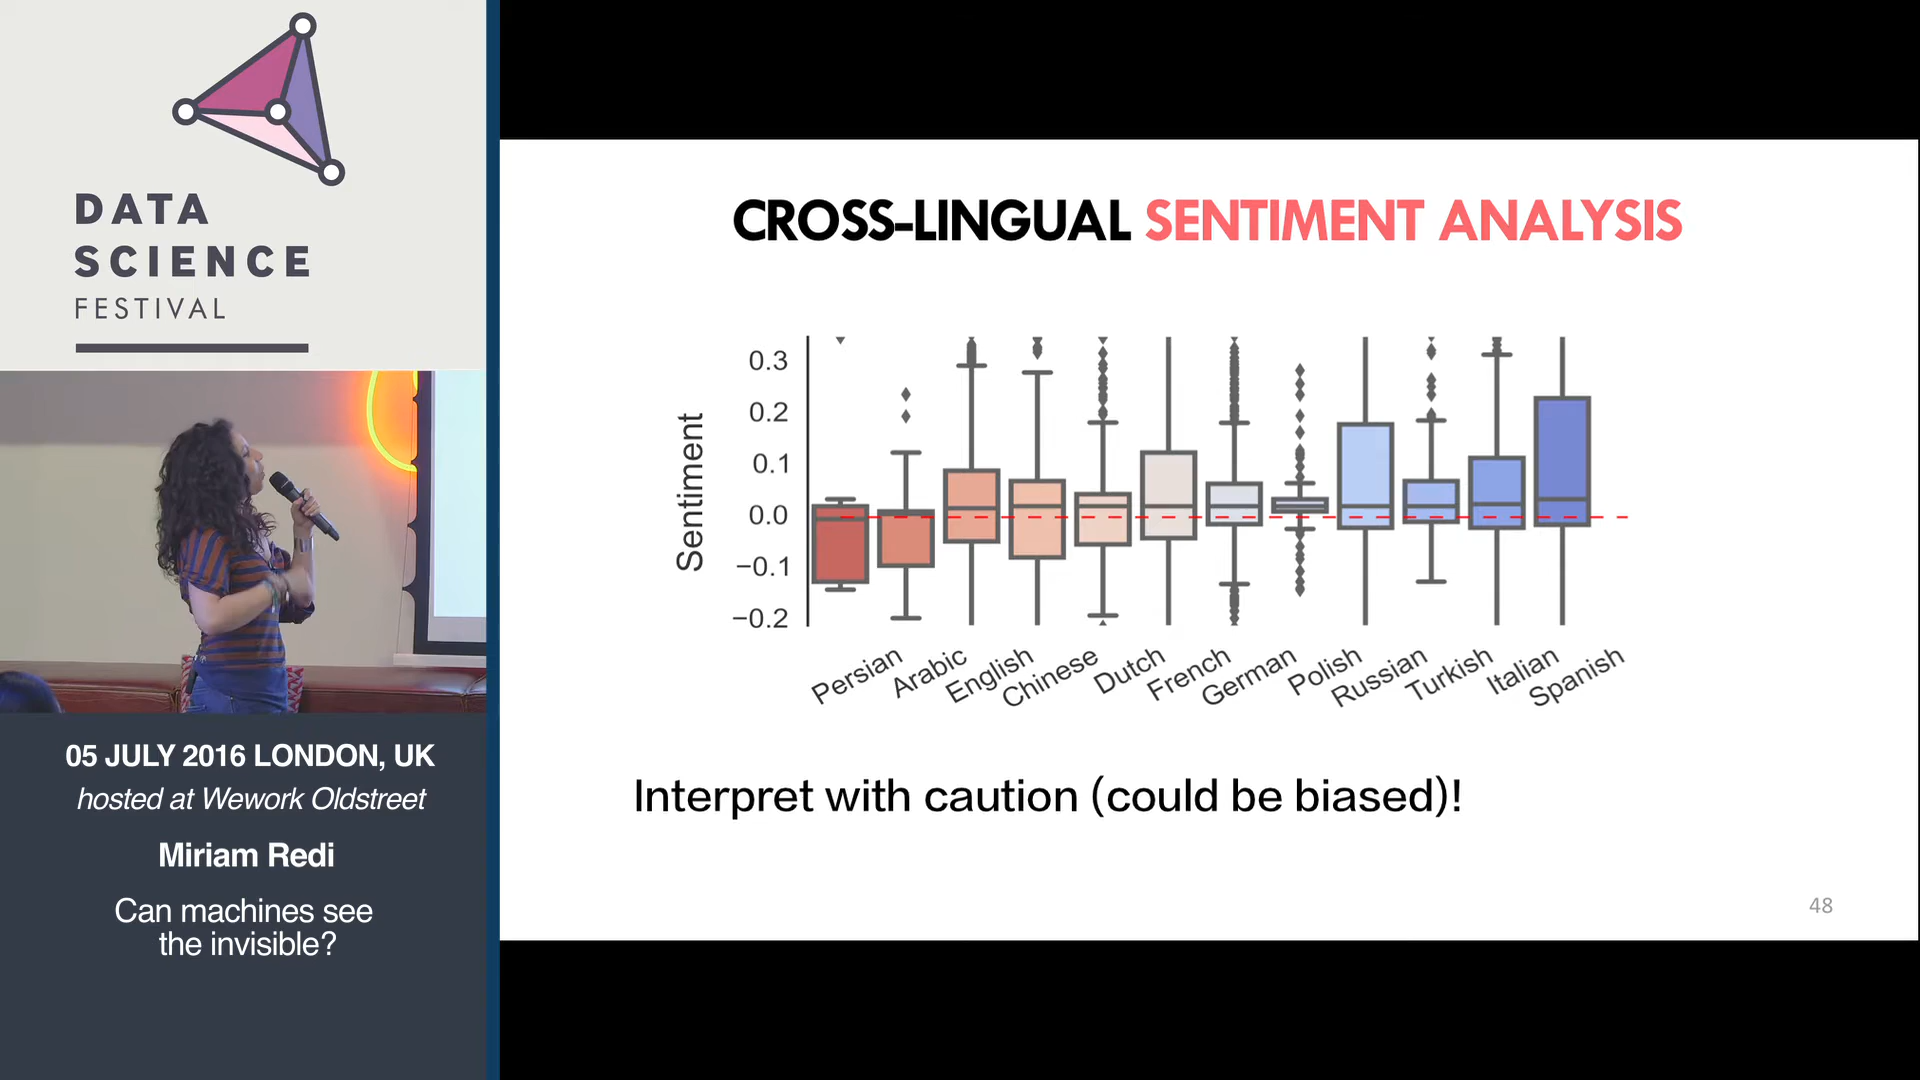 DATA
SCIENCE
FESTIVAL
05 JULY 2016 LONDON, UK
hosted at Wework Oldstreet
Miriam Redi
Can machines see
the invisible?
CROSS-LINGUAL SENTIMENT ANALYSIS
Sentiment
0.3
0.2
0.1
0.0
−0.1
−0.2
Persian
Arabic
English
Chinese
Dutch
French
German
Polish
Russian
Turkish
Italian
Spanish
Interpret with caution (could be biased)!
48